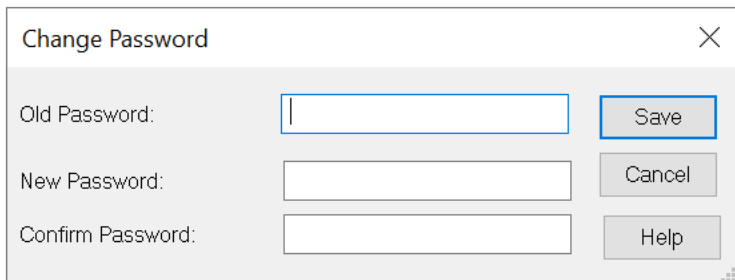 Change Password
Old Password:
Save
New Password:
Cancel
Confirm Password:
Help